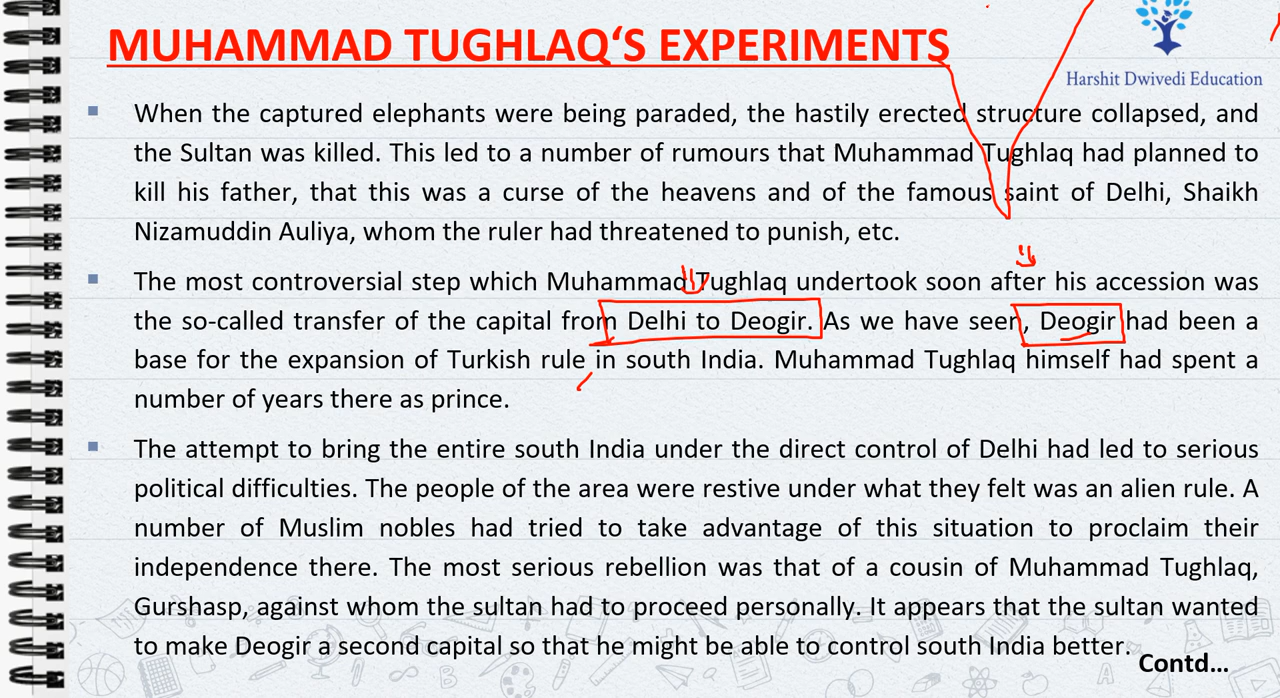 MUHAMMAD TUGHLAQ‘S EXPERIMENTS
Harshit Dwivedi Education
When the captured elephants were being paraded, the hastily erected structure collapsed, and
the Sultan was killed. This led to a number of rumours that Muhammad Tughlaq had planned to
kill his father, that this was a curse of the heavens and of the famous saint of Delhi, Shaikh
Nizamuddin Auliya, whom the ruler had threatened to punish, etc.
The most controversial step which Muhammad Tughlaq undertook soon after his accession was
the so-called transfer of the capital from Delhi to Deogir. As we have seen, Deogir had been a
base for the expansion of Turkish rule in south India. Muhammad Tughlaq himself had spent a
number of years there as prince.
The attempt to bring the entire south India under the direct control of Delhi had led to serious
political difficulties. The people of the area were restive under what they felt was an alien rule. A
number of Muslim nobles had tried to take advantage of this situation to proclaim their
independence there. The most serious rebellion was that of a cousin of Muhammad Tughlaq,
Gurshasp, against whom the sultan had to proceed personally. It appears that the sultan wanted
to make Deogir a second capital so that he might be able to control south India better.
Contd...